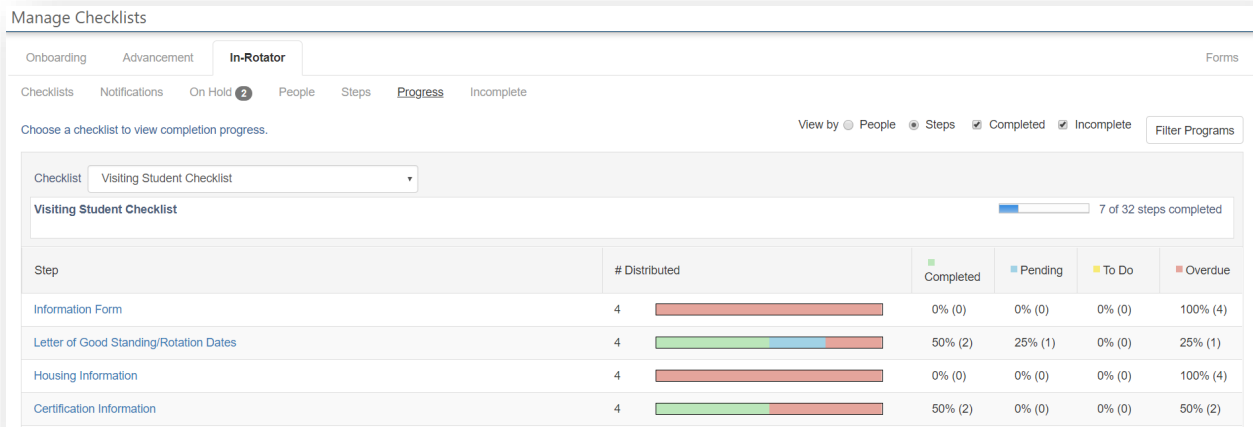 Manage Checklists
Onboarding Advancement In-Rotator Forms
Checklists Notifications On Hold 2 People Steps Progress Incomplete
Choose a checklist to view completion progress. View by People Steps Completed Incomplete Filter Programs
Checklist Visiting Student Checklist
Visiting Student Checklist 7 of 32 steps completed
Step # Distributed Completed Pending To Do Overdue
Information Form 4 0% (0) 0% (0) 0% (0) 100% (4)
Letter of Good Standing/Rotation Dates 4 50% (2) 25% (1) 0% (0) 25% (1)
Housing Information 4 0% (0) 0% (0) 0% (0) 100% (4)
Certification Information 4 50% (2) 0% (0) 0% (0) 50% (2)